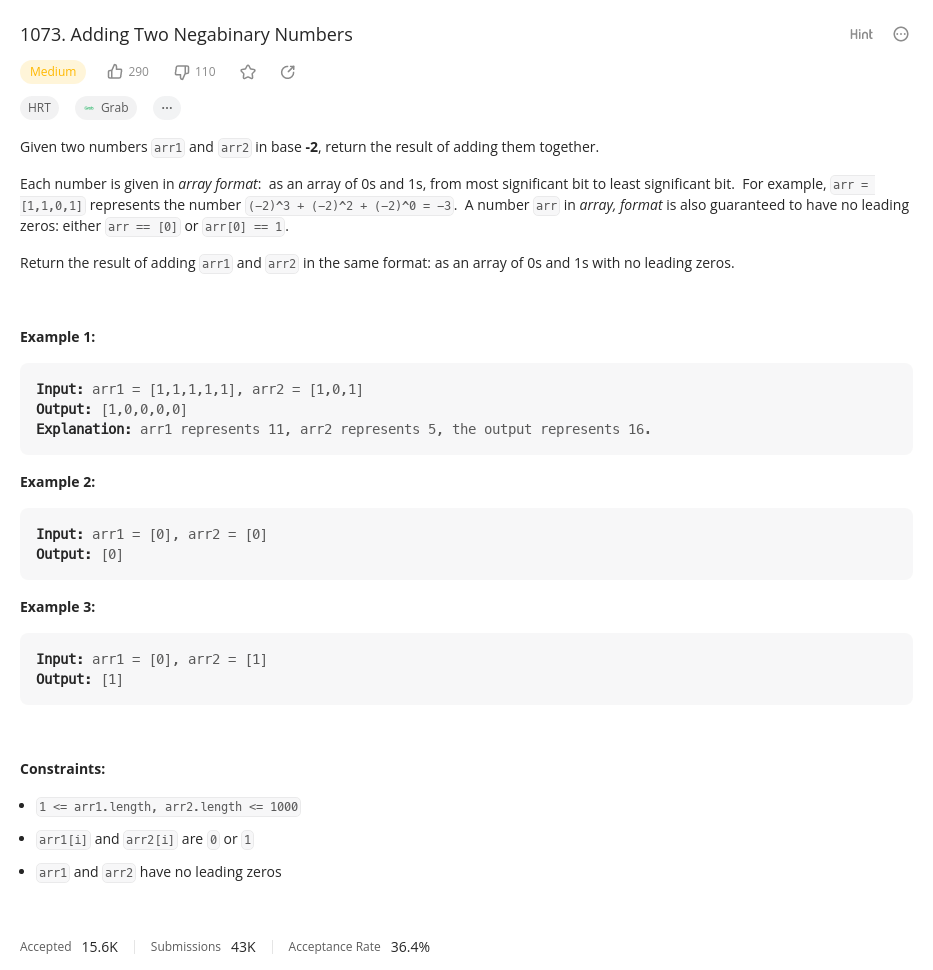 1073. Adding Two Negabinary Numbers
Hint
Medium 290 110
HRT Grab ...
Given two numbers arr1 and arr2 in base -2, return the result of adding them together.
Each number is given in array format: as an array of 0s and 1s, from most significant bit to least significant bit. For example, arr =
[1,1,0,1] represents the number (-2)^3 + (-2)^2 + (-2)^0 = -3. A number arr in array, format is also guaranteed to have no leading
zeros: either arr == [0] or arr[0] == 1.
Return the result of adding arr1 and arr2 in the same format: as an array of 0s and 1s with no leading zeros.
Example 1:
Input: arr1 = [1,1,1,1,1], arr2 = [1,0,1]
Output: [1,0,0,0,0]
Explanation: arr1 represents 11, arr2 represents 5, the output represents 16.
Example 2:
Input: arr1 = [0], arr2 = [0]
Output: [0]
Example 3:
Input: arr1 = [0], arr2 = [1]
Output: [1]
Constraints:
• 1 <= arr1.length, arr2.length <= 1000
• arr1[i] and arr2[i] are 0 or 1
• arr1 and arr2 have no leading zeros
Accepted 15.6K Submissions 43K Acceptance Rate 36.4%